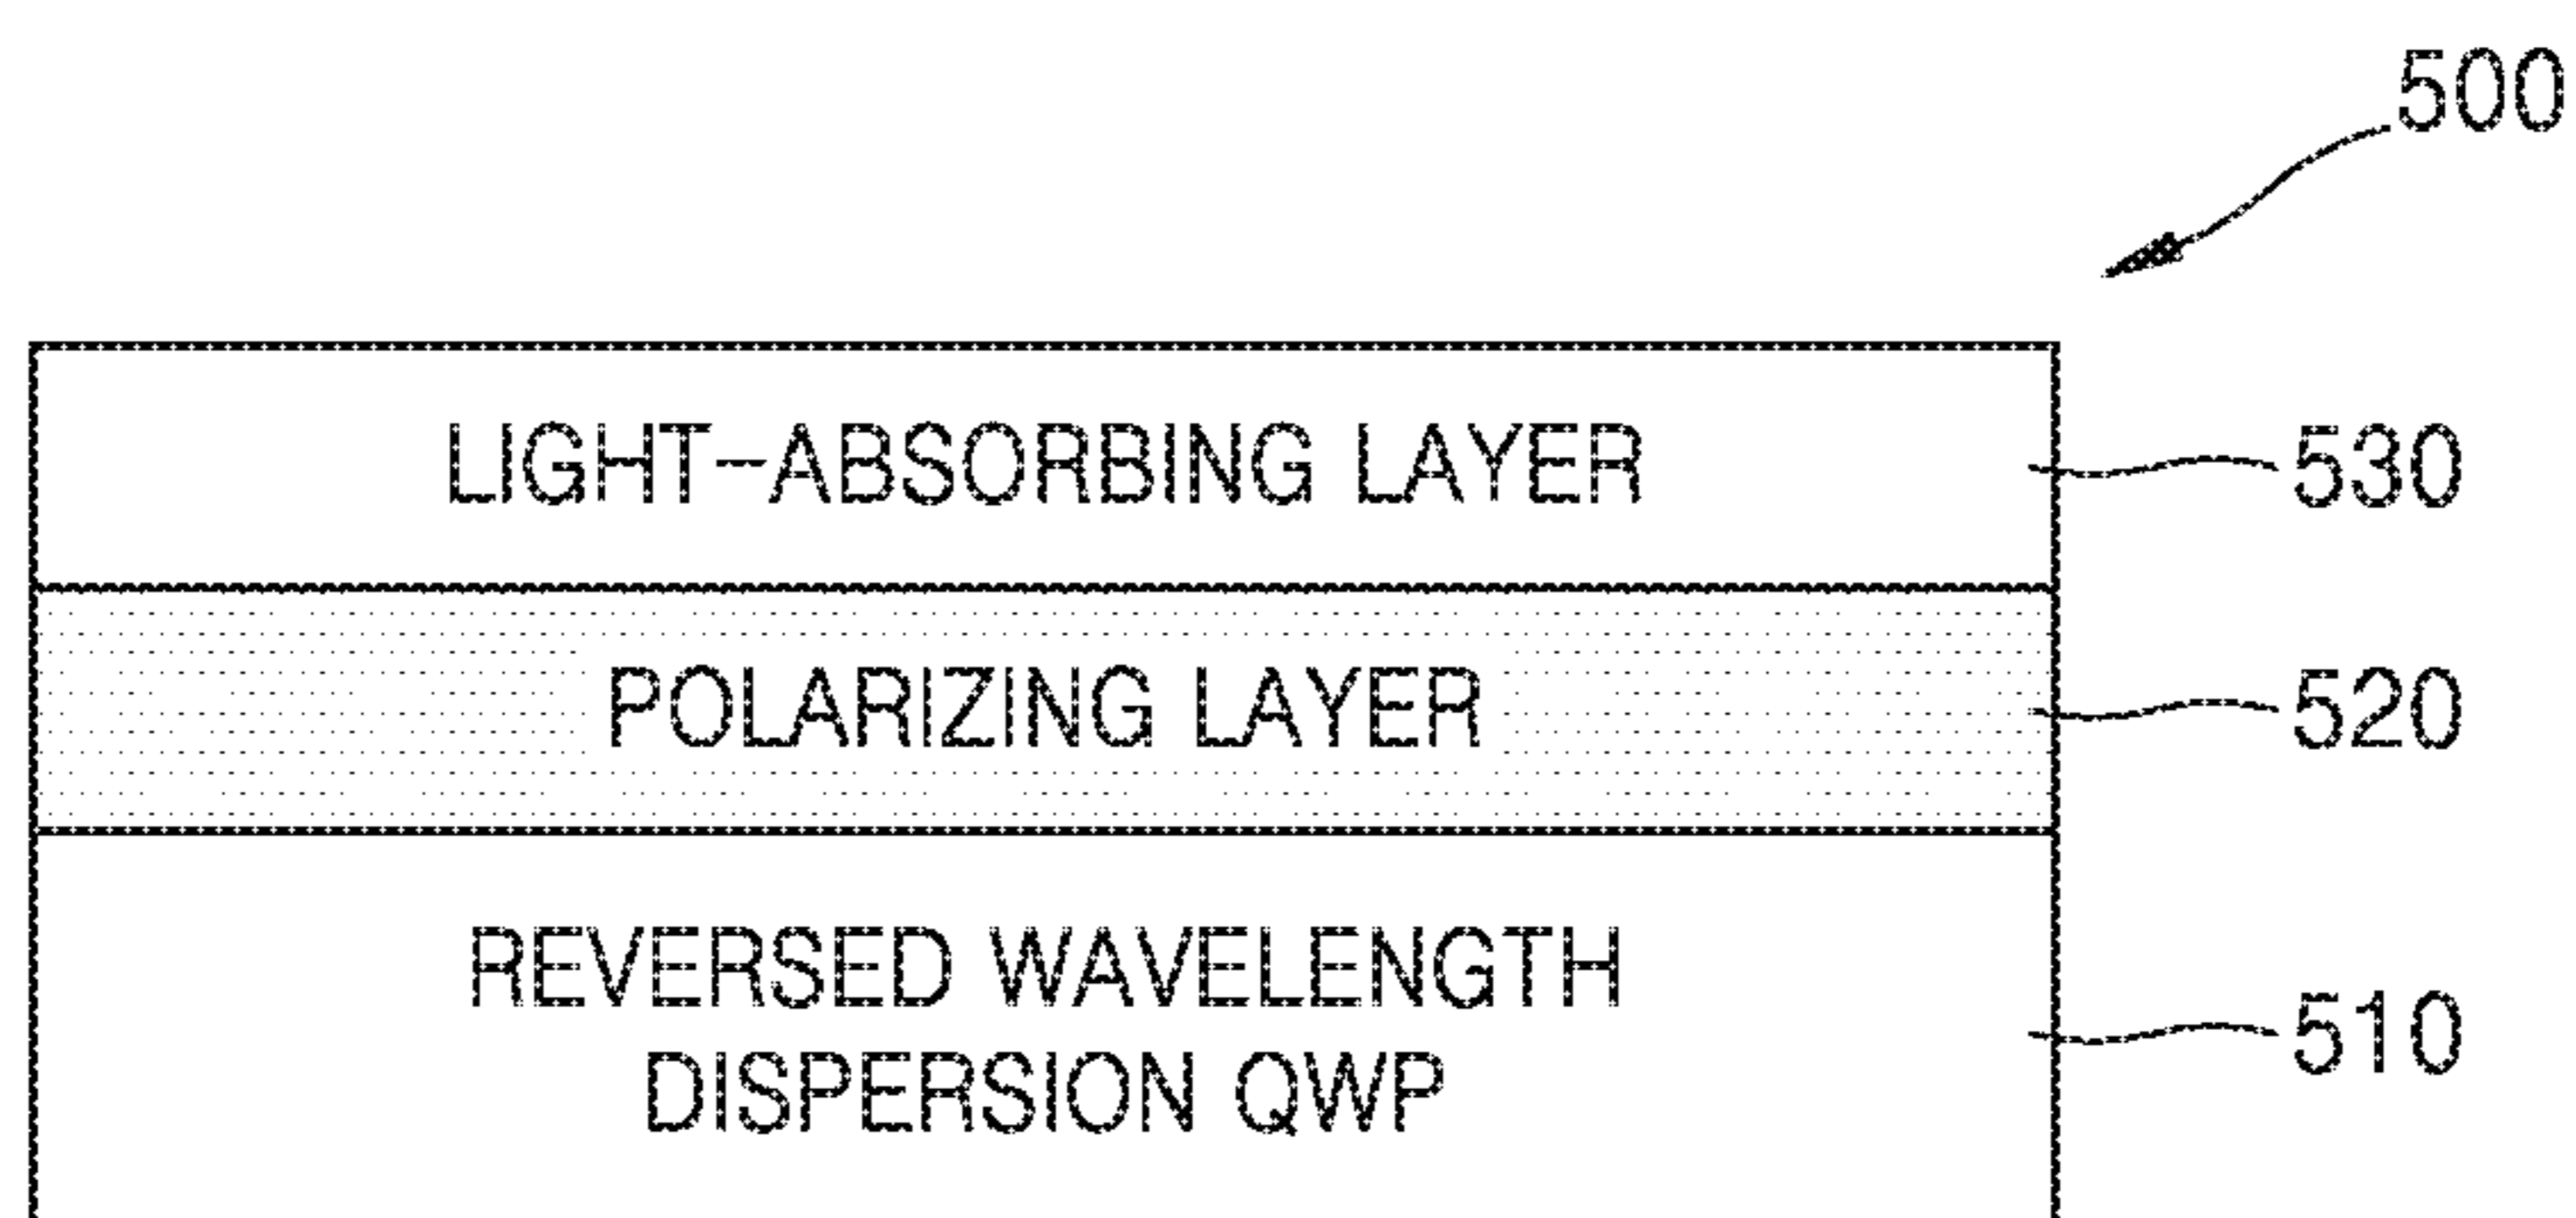 500
LIGHT-ABSORBING LAYER
530
POLARIZING LAYER
520
REVERSED WAVELENGTH
DISPERSION QWP
510